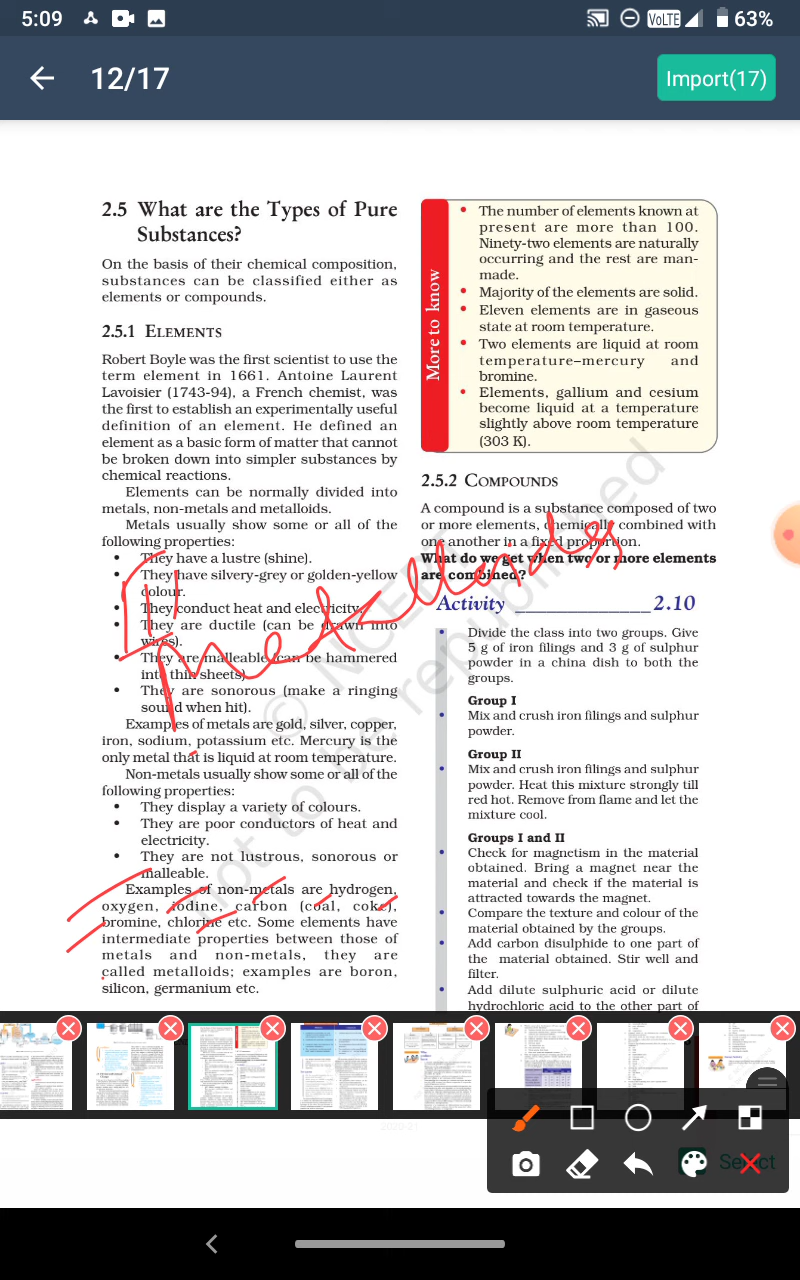 5:09
VoLTE
63%
12/17
Import(17)
2.5 What are the Types of Pure
Substances?
On the basis of their chemical composition,
substances can be classified either as
elements or compounds.
2.5.1 ELEMENTS
Robert Boyle was the first scientist to use the
term element in 1661. Antoine Laurent
Lavoisier (1743-94), a French chemist, was
the first to establish an experimentally useful
definition of an element. He defined an
element as a basic form of matter that cannot
be broken down into simpler substances by
chemical reactions.
Elements can be normally divided into
metals, non-metals and metalloids.
Metals usually show some or all of the
following properties:
• They have a lustre (shine).
• They have silvery-grey or golden-yellow
colour.
• They conduct heat and electricity.
• They are ductile (can be drawn into
wires).
• They are malleable (can be hammered
into thin sheets).
• They are sonorous (make a ringing
sound when hit).
Examples of metals are gold, silver, copper,
iron, sodium, potassium etc. Mercury is the
only metal that is liquid at room temperature.
Non-metals usually show some or all of the
following properties:
• They display a variety of colours.
• They are poor conductors of heat and
electricity.
• They are not lustrous, sonorous or
malleable.
Examples of non-metals are hydrogen,
oxygen, iodine, carbon (coal, coke),
bromine, chlorine etc. Some elements have
intermediate properties between those of
metals and non-metals, they are
called metalloids; examples are boron,
silicon, germanium etc.
metalloides
More to know
• The number of elements known at
present are more than 100.
Ninety-two elements are naturally
occurring and the rest are man-
made.
• Majority of the elements are solid.
• Eleven elements are in gaseous
state at room temperature.
• Two elements are liquid at room
temperature–mercury and
bromine.
• Elements, gallium and cesium
become liquid at a temperature
slightly above room temperature
(303 K).
2.5.2 COMPOUNDS
A compound is a substance composed of two
or more elements, chemically combined with
one another in a fixed proportion.
What do we get when two or more elements
are combined?
Activity ______________ 2.10
• Divide the class into two groups. Give
5 g of iron filings and 3 g of sulphur
powder in a china dish to both the
groups.
Group I
• Mix and crush iron filings and sulphur
powder.
Group II
• Mix and crush iron filings and sulphur
powder. Heat this mixture strongly till
red hot. Remove from flame and let the
mixture cool.
Groups I and II
• Check for magnetism in the material
obtained. Bring a magnet near the
material and check if the material is
attracted towards the magnet.
• Compare the texture and colour of the
material obtained by the groups.
• Add carbon disulphide to one part of
the material obtained. Stir well and
filter.
• Add dilute sulphuric acid or dilute
hydrochloric acid to the other part of
© NCERT
not to be republished
2020-21
Select